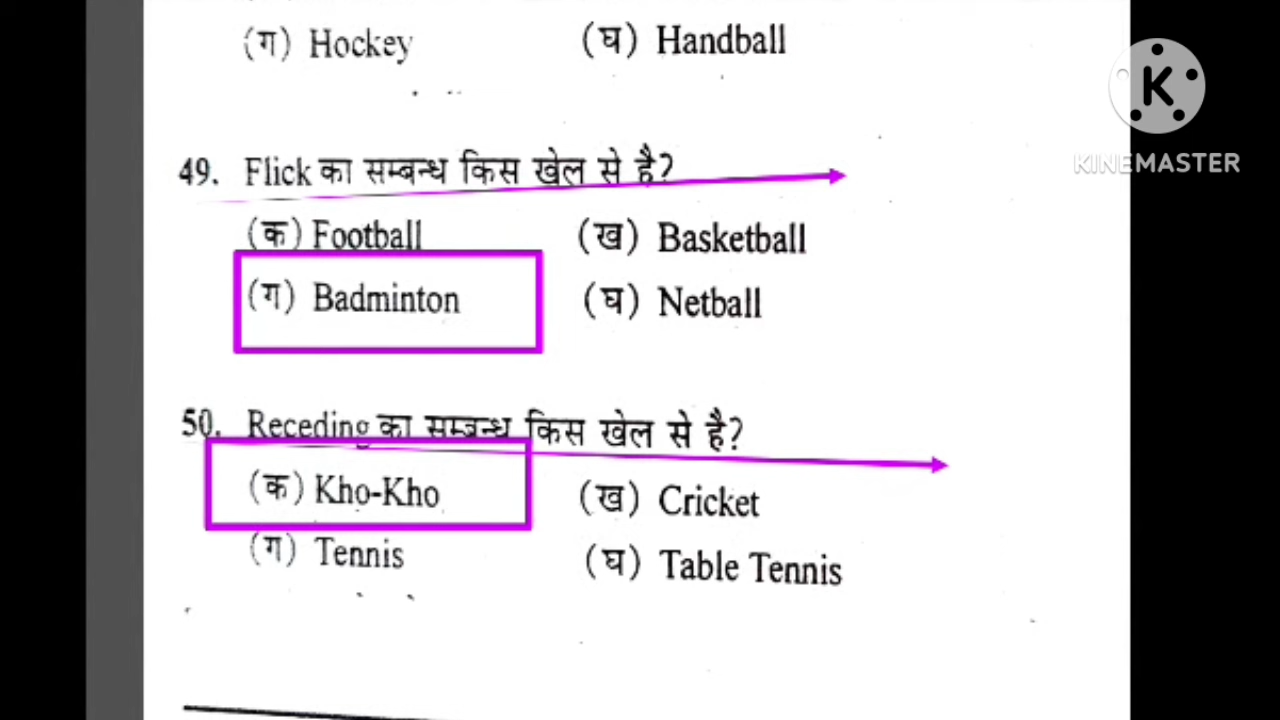 (ग) Hockey (घ) Handball
K
KINEMASTER
49. Flick का सम्बन्ध किस खेल से है?
(क) Football (ख) Basketball
(ग) Badminton (घ) Netball
50. Receding का सम्बन्ध किस खेल से है?
(क) Kho-Kho (ख) Cricket
(ग) Tennis (घ) Table Tennis